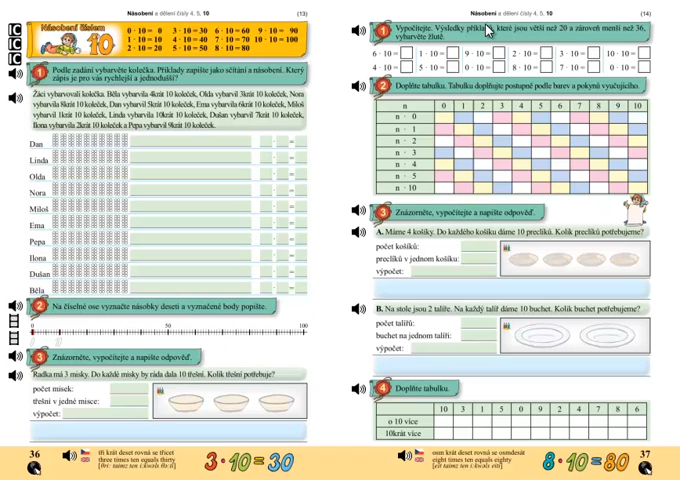 Násobení a dělení čísly 4, 5, 10
(13)
Násobení číslem
10
0 · 10 = 0 3 · 10 = 30 6 · 10 = 60 9 · 10 = 90
1 · 10 = 10 4 · 10 = 40 7 · 10 = 70 10 · 10 = 100
2 · 10 = 20 5 · 10 = 50 8 · 10 = 80
1 Podle zadání vybarvěte kolečka. Příklady zapište jako sčítání a násobení. Který
zápis je pro vás rychlejší a jednodušší?
Žáci vybarvovali kolečka. Běla vybarvila 4krát 10 koleček, Olda vybarvil 3krát 10 koleček, Nora
vybarvila 8krát 10 koleček, Dan vybarvil 5krát 10 koleček, Ema vybarvila 6krát 10 koleček, Miloš
vybarvil 1krát 10 koleček, Linda vybarvila 10krát 10 koleček, Dušan vybarvil 7krát 10 koleček,
Ilona vybarvila 2krát 10 koleček a Pepa vybarvil 9krát 10 koleček.
Dan · =
Linda · =
Olda · =
Nora · =
Miloš · =
Ema · =
Pepa · =
Ilona · =
Dušan · =
Běla · =
2 Na číselné ose vyznačte násobky deseti a vyznačené body popište.
0 50 100
3 Znázorněte, vypočítejte a napište odpověď.
Radka má 3 misky. Do každé misky by ráda dala 10 třešní. Kolik třešní potřebuje?
počet misek:
třešní v jedné misce:
výpočet:
36
tři krát deset rovná se třicet
three times ten equals thirty
3 · 10 = 30
Násobení a dělení čísly 4, 5, 10
(14)
1 Vypočítejte. Výsledky příkladů, které jsou větší než 20 a zároveň menší než 36,
vybarvěte žlutě.
6 · 10 = 1 · 10 = 9 · 10 = 2 · 10 = 3 · 10 = 10 · 10 =
4 · 10 = 5 · 10 = 0 · 10 = 8 · 10 = 7 · 10 = 0 · 10 =
2 Doplňte tabulku. Tabulku doplňujte postupně podle barev a pokynů vyučujícího.
n 0 1 2 3 4 5 6 7 8 9 10
n · 0
n · 1
n · 2
n · 3
n · 4
n · 5
n · 10
3 Znázorněte, vypočítejte a napište odpověď.
A. Máme 4 košíky. Do každého košíku dáme 10 preclíků. Kolik preclíků potřebujeme?
počet košíků:
preclíků v jednom košíku:
výpočet:
B. Na stole jsou 2 talíře. Na každý talíř dáme 10 buchet. Kolik buchet potřebujeme?
počet talířů:
buchet na jednom talíři:
výpočet:
4 Doplňte tabulku.
10 3 1 5 0 9 2 4 7 8 6
o 10 více
10krát více
osm krát deset rovná se osmdesát
eight times ten equals eighty
8 · 10 = 80
37